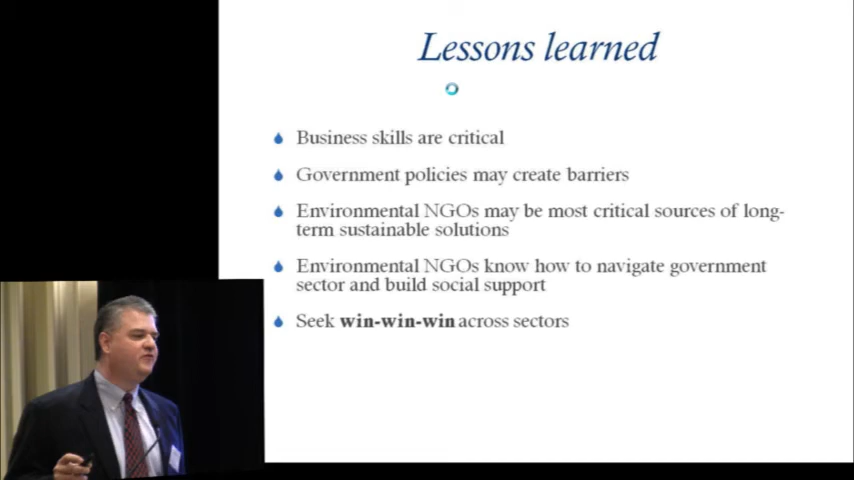 Lessons learned
Business skills are critical
Government policies may create barriers
Environmental NGOs may be most critical sources of long-
term sustainable solutions
Environmental NGOs know how to navigate government
sector and build social support
Seek win-win-win across sectors